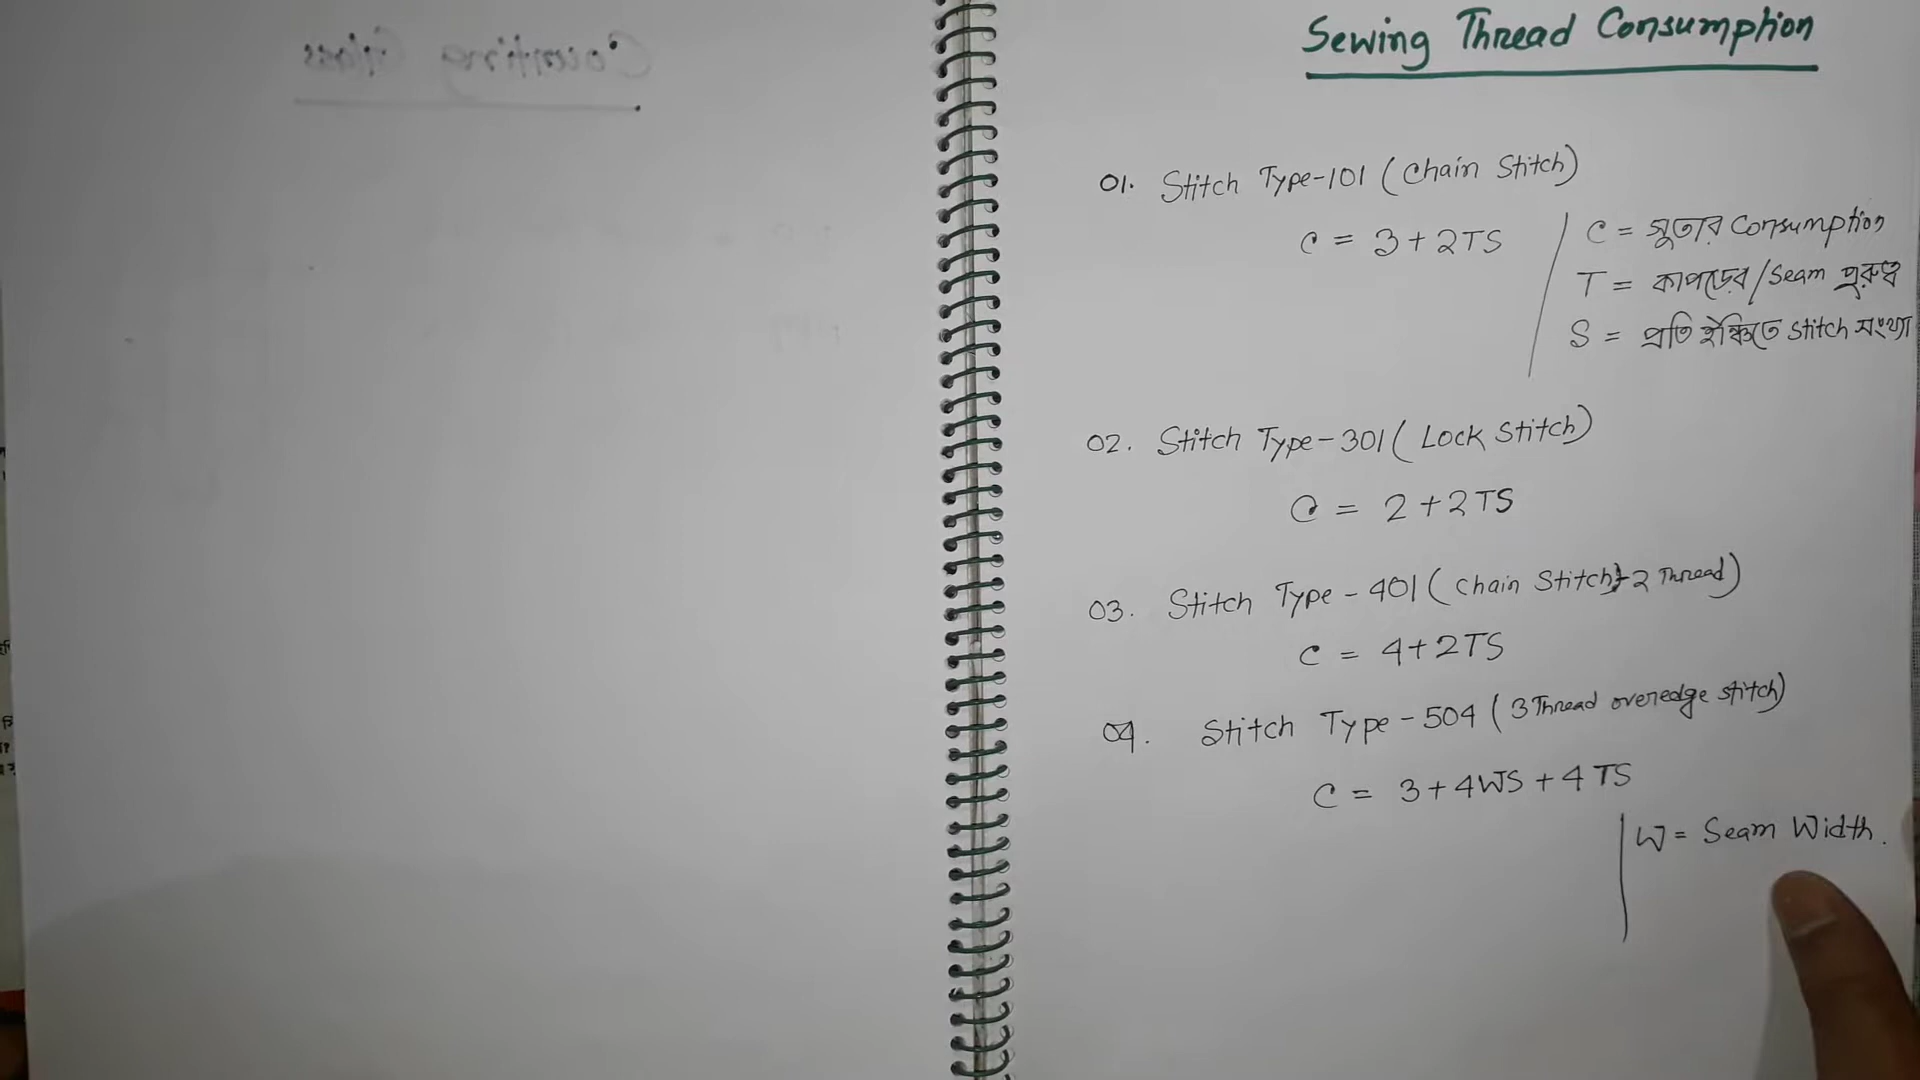 Sewing Thread Consumption
01. Stitch Type-101 (Chain Stitch)
C = 3+2TS
C = সুতার Consumption
T = কাপড়ের/Seam পুরুত্ব
S = প্রতি ইঞ্চিতে stitch সংখ্যা
02. Stitch Type-301 (Lock Stitch)
C = 2+2TS
03. Stitch Type-401 (Chain Stitch-2 Thread)
C = 4+2TS
04. Stitch Type-504 (3 Thread overedge stitch)
C = 3+4WS+4TS
W = Seam Width.